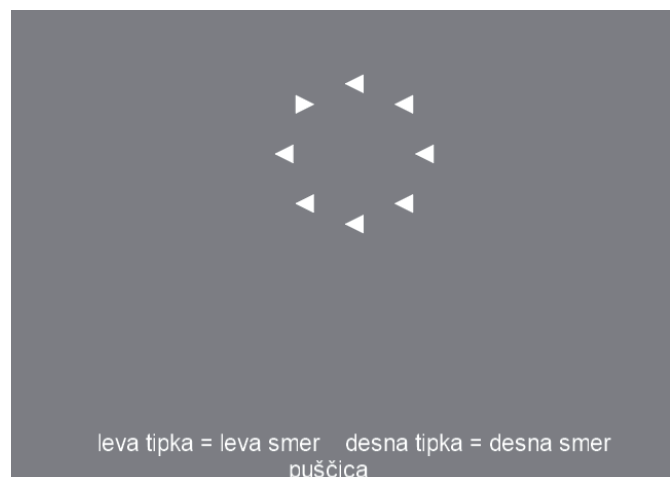 leva tipka = leva smer desna tipka = desna smer
puščica